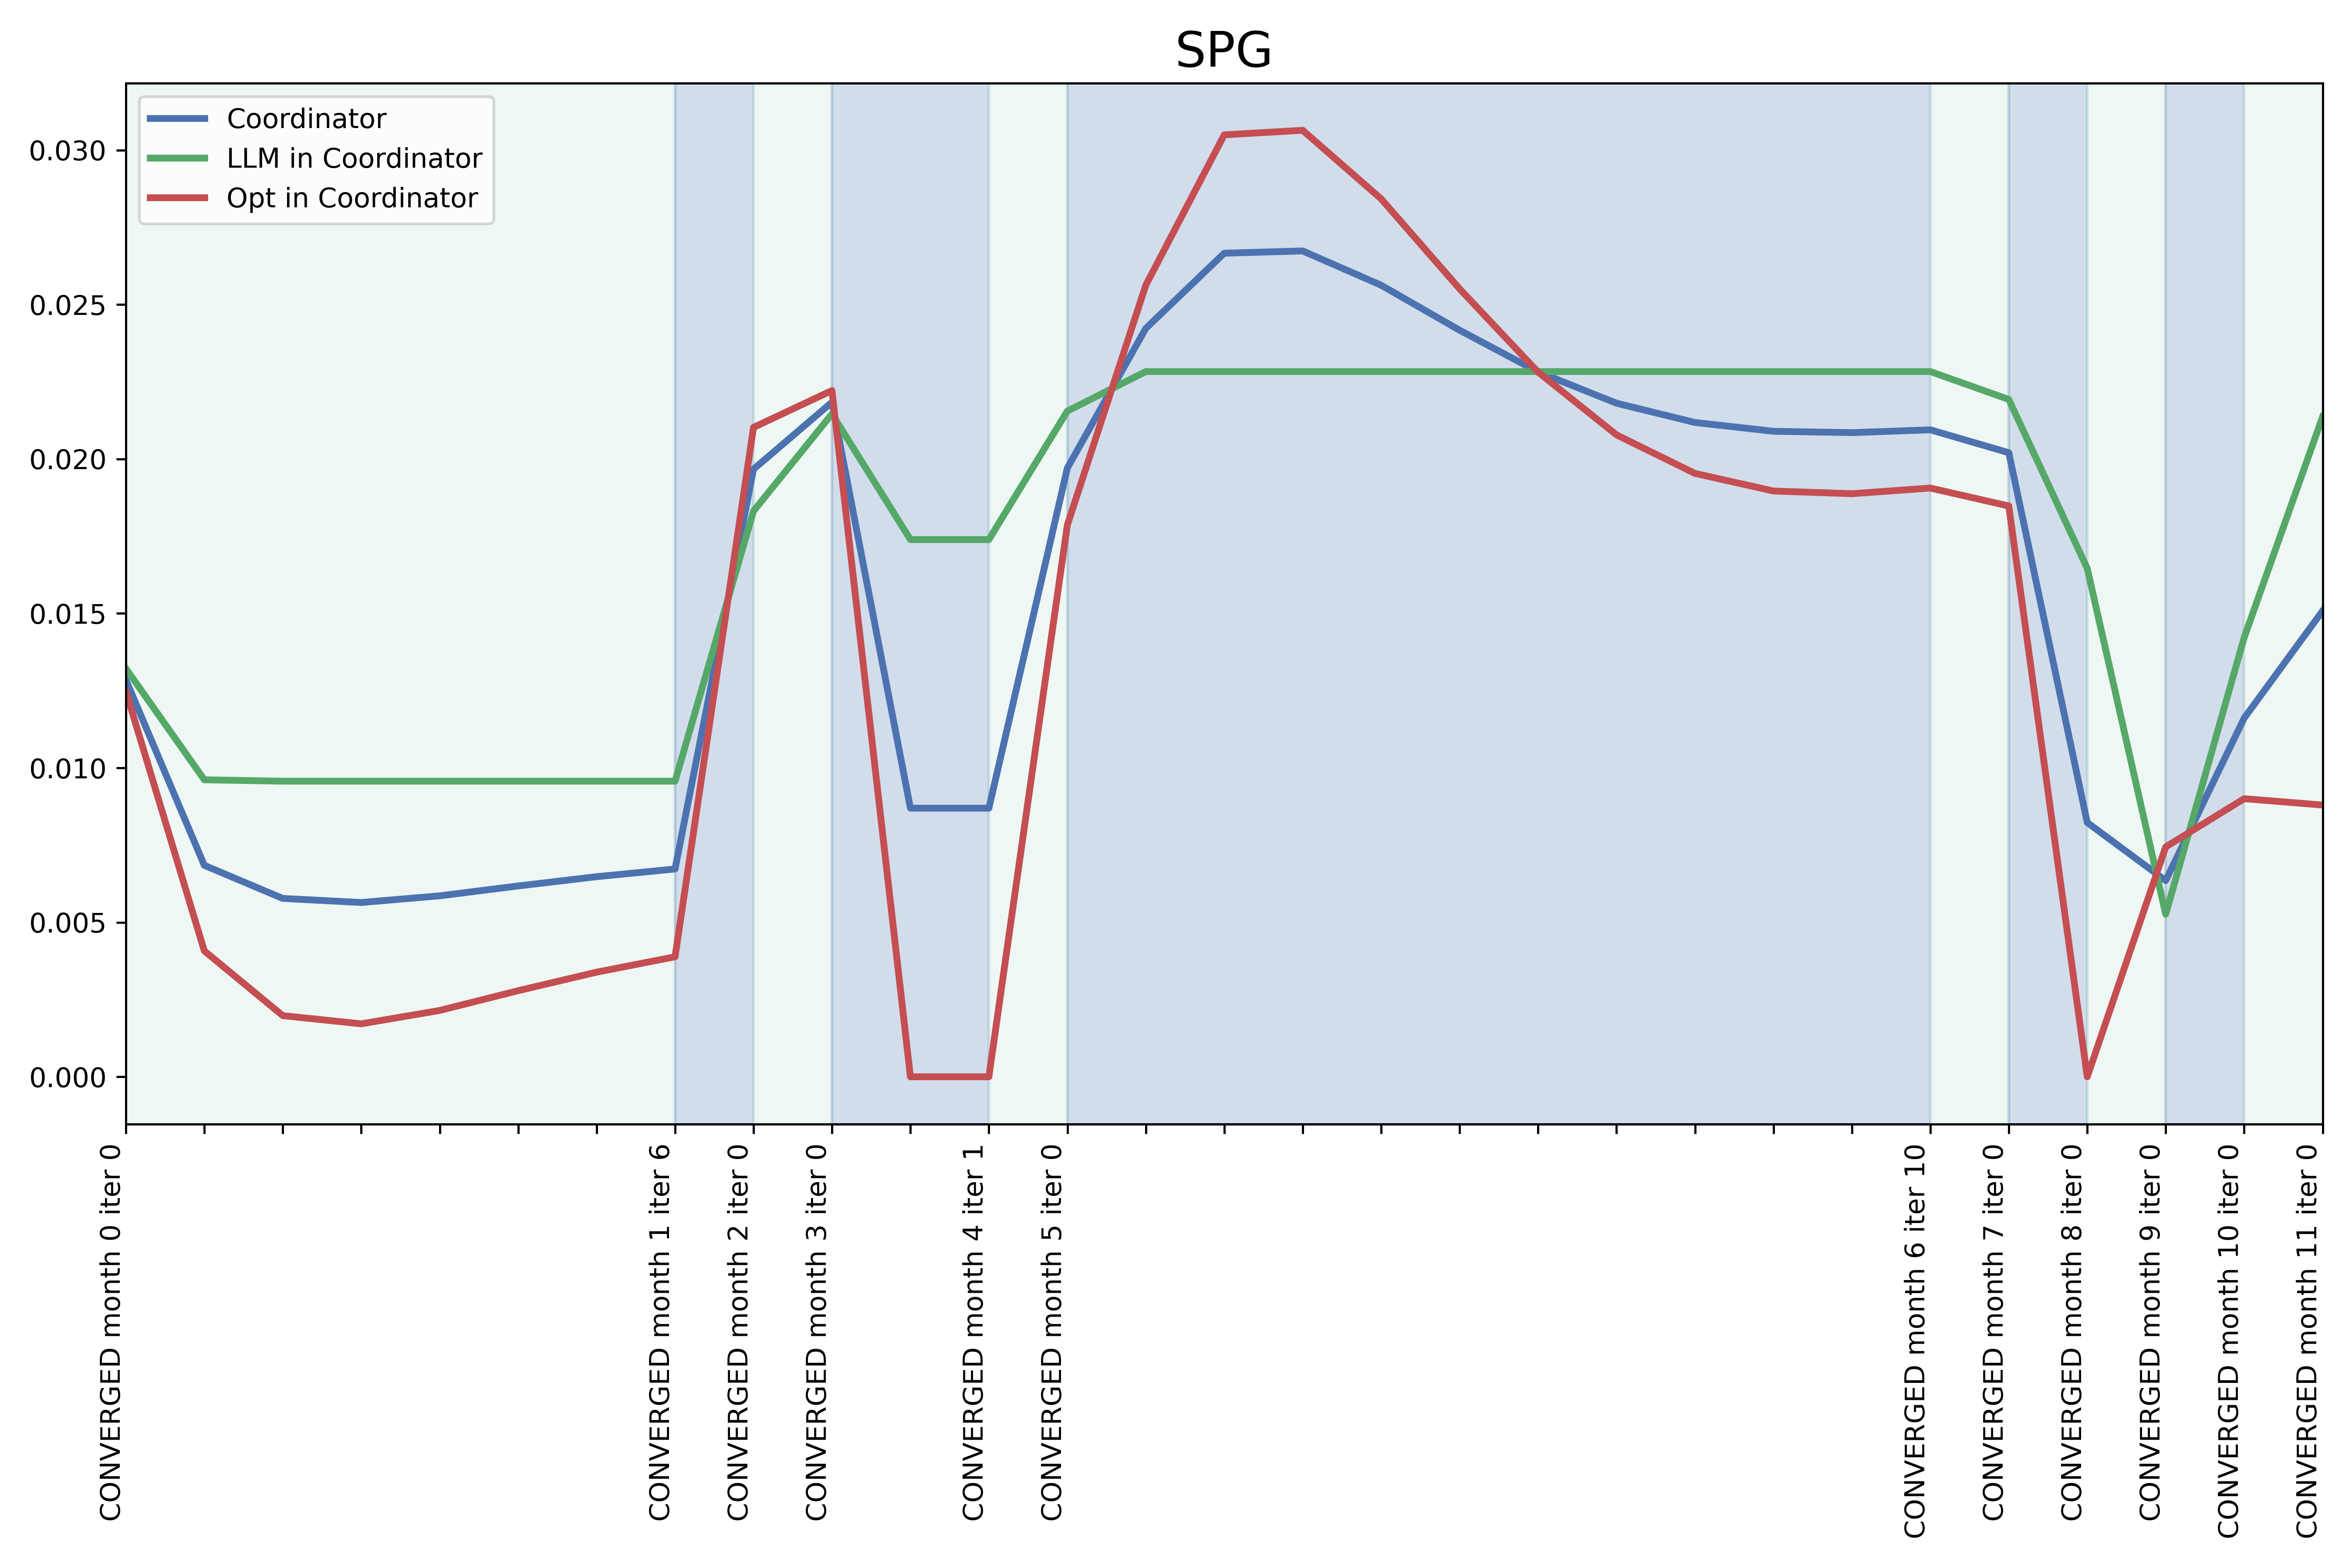 SPG
Coordinator
LLM in Coordinator
Opt in Coordinator
0.030
0.025
0.020
0.015
0.010
0.005
0.000
CONVERGED month 0 iter 0
CONVERGED month 1 iter 6
CONVERGED month 2 iter 0
CONVERGED month 3 iter 0
CONVERGED month 4 iter 1
CONVERGED month 5 iter 0
CONVERGED month 6 iter 10
CONVERGED month 7 iter 0
CONVERGED month 8 iter 0
CONVERGED month 9 iter 0
CONVERGED month 10 iter 0
CONVERGED month 11 iter 0